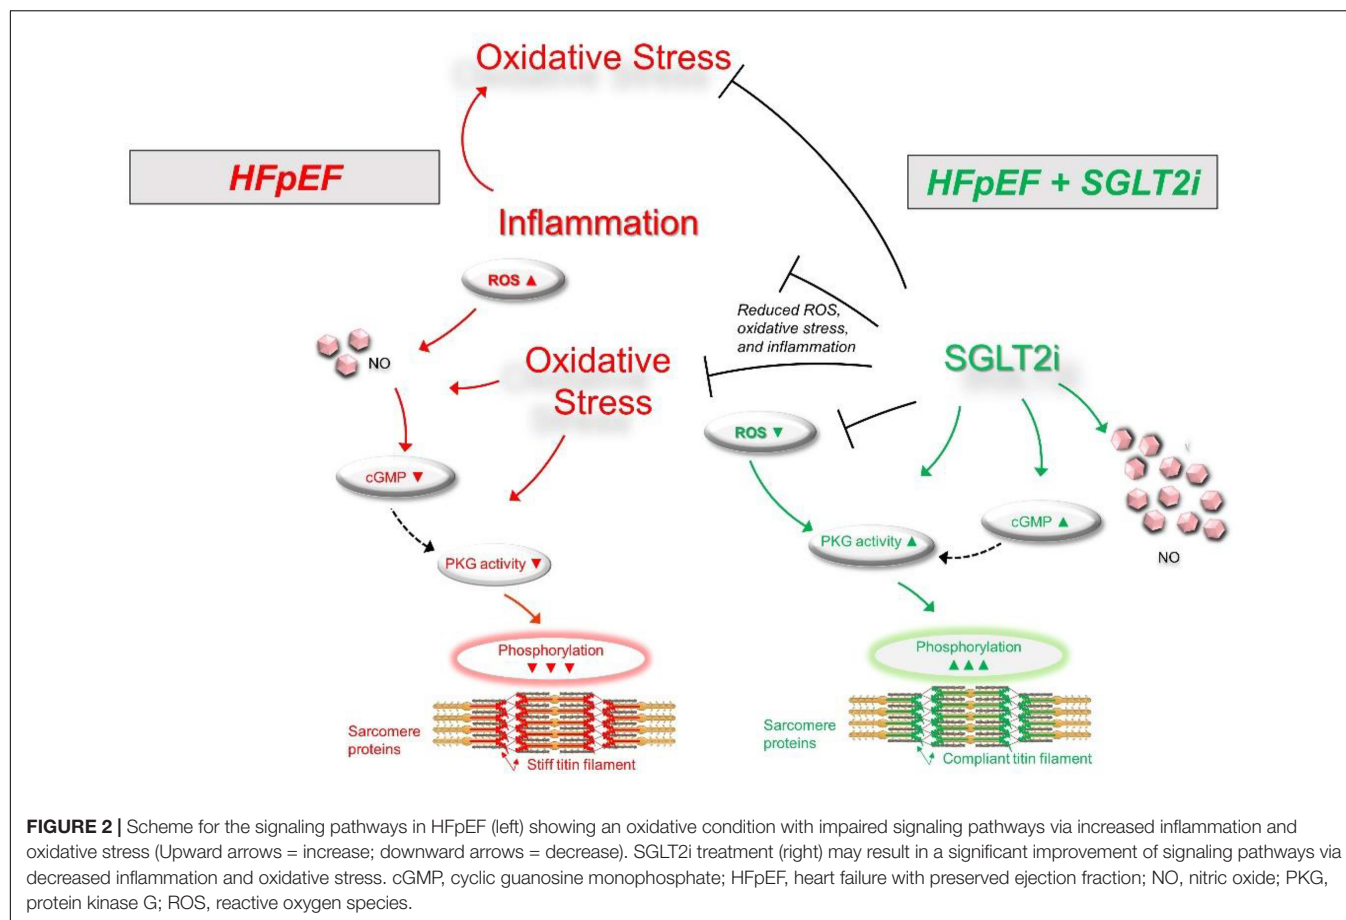 Oxidative Stress
HFpEF
HFpEF + SGLT2i
Inflammation
ROS ▲
Reduced ROS,
oxidative stress,
and inflammation
NO
Oxidative
Stress
SGLT2i
ROS ▼
cGMP ▼
cGMP ▲
PKG activity ▲
NO
PKG activity ▼
Phosphorylation
▼ ▼ ▼
Phosphorylation
▲▲▲
Sarcomere
proteins
Stiff titin filament
Sarcomere
proteins
Compliant titin filament
FIGURE 2 | Scheme for the signaling pathways in HFpEF (left) showing an oxidative condition with impaired signaling pathways via increased inflammation and
oxidative stress (Upward arrows = increase; downward arrows = decrease). SGLT2i treatment (right) may result in a significant improvement of signaling pathways via
decreased inflammation and oxidative stress. cGMP, cyclic guanosine monophosphate; HFpEF, heart failure with preserved ejection fraction; NO, nitric oxide; PKG,
protein kinase G; ROS, reactive oxygen species.